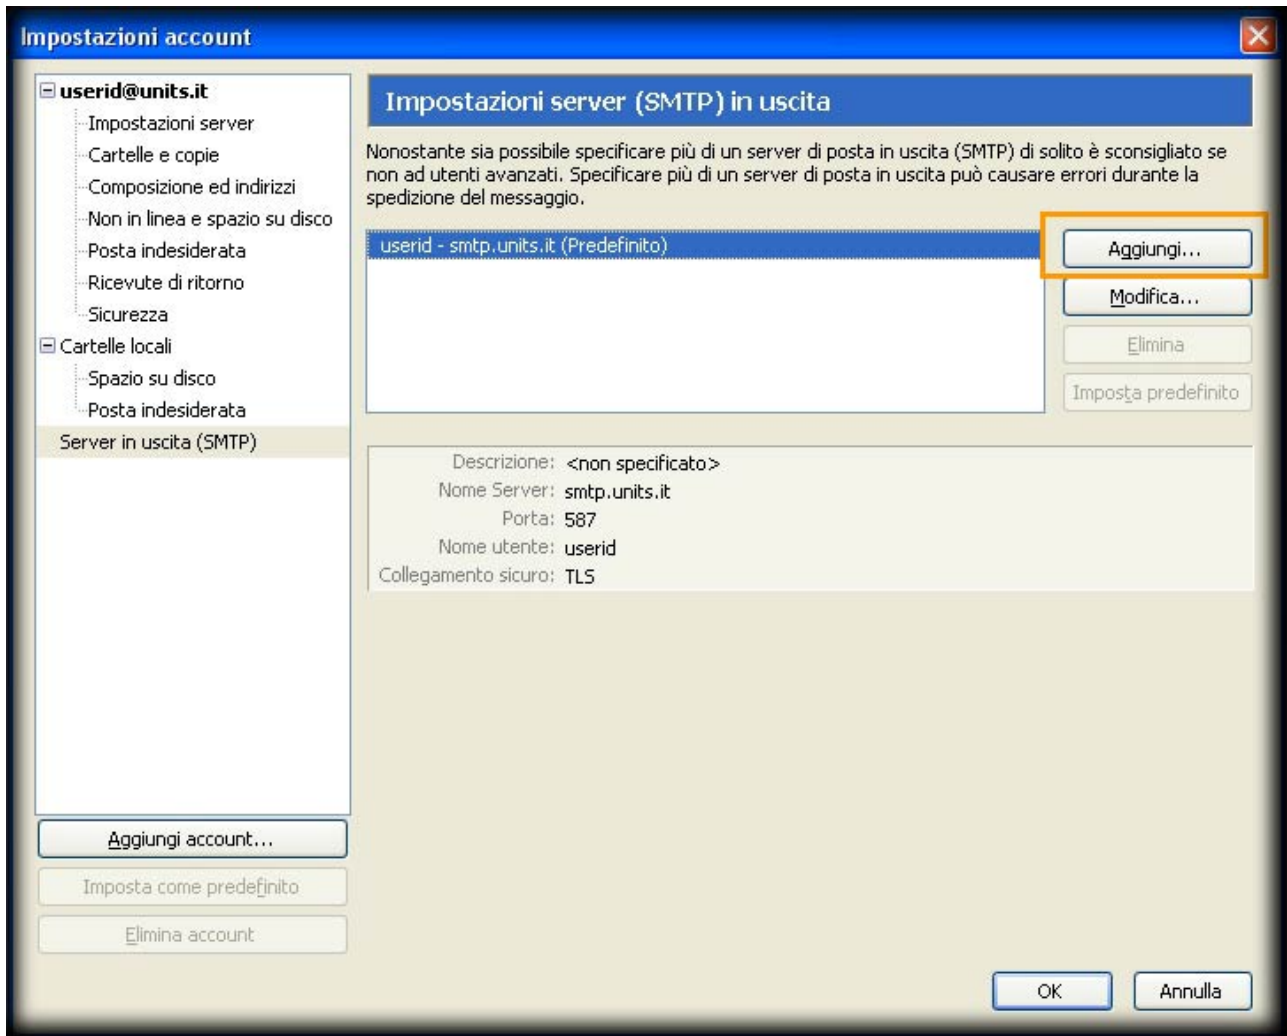 Impostazioni account
userid@units.it
Impostazioni server
Cartelle e copie
Composizione ed indirizzi
Non in linea e spazio su disco
Posta indesiderata
Ricevute di ritorno
Sicurezza
Cartelle locali
Spazio su disco
Posta indesiderata
Server in uscita (SMTP)
Aggiungi account...
Imposta come predefinito
Elimina account
Impostazioni server (SMTP) in uscita
Nonostante sia possibile specificare più di un server di posta in uscita (SMTP) di solito è sconsigliato se
non ad utenti avanzati. Specificare più di un server di posta in uscita può causare errori durante la
spedizione del messaggio.
userid - smtp.units.it (Predefinito)
Aggiungi...
Modifica...
Elimina
Imposta predefinito
Descrizione: <non specificato>
Nome Server: smtp.units.it
Porta: 587
Nome utente: userid
Collegamento sicuro: TLS
OK
Annulla